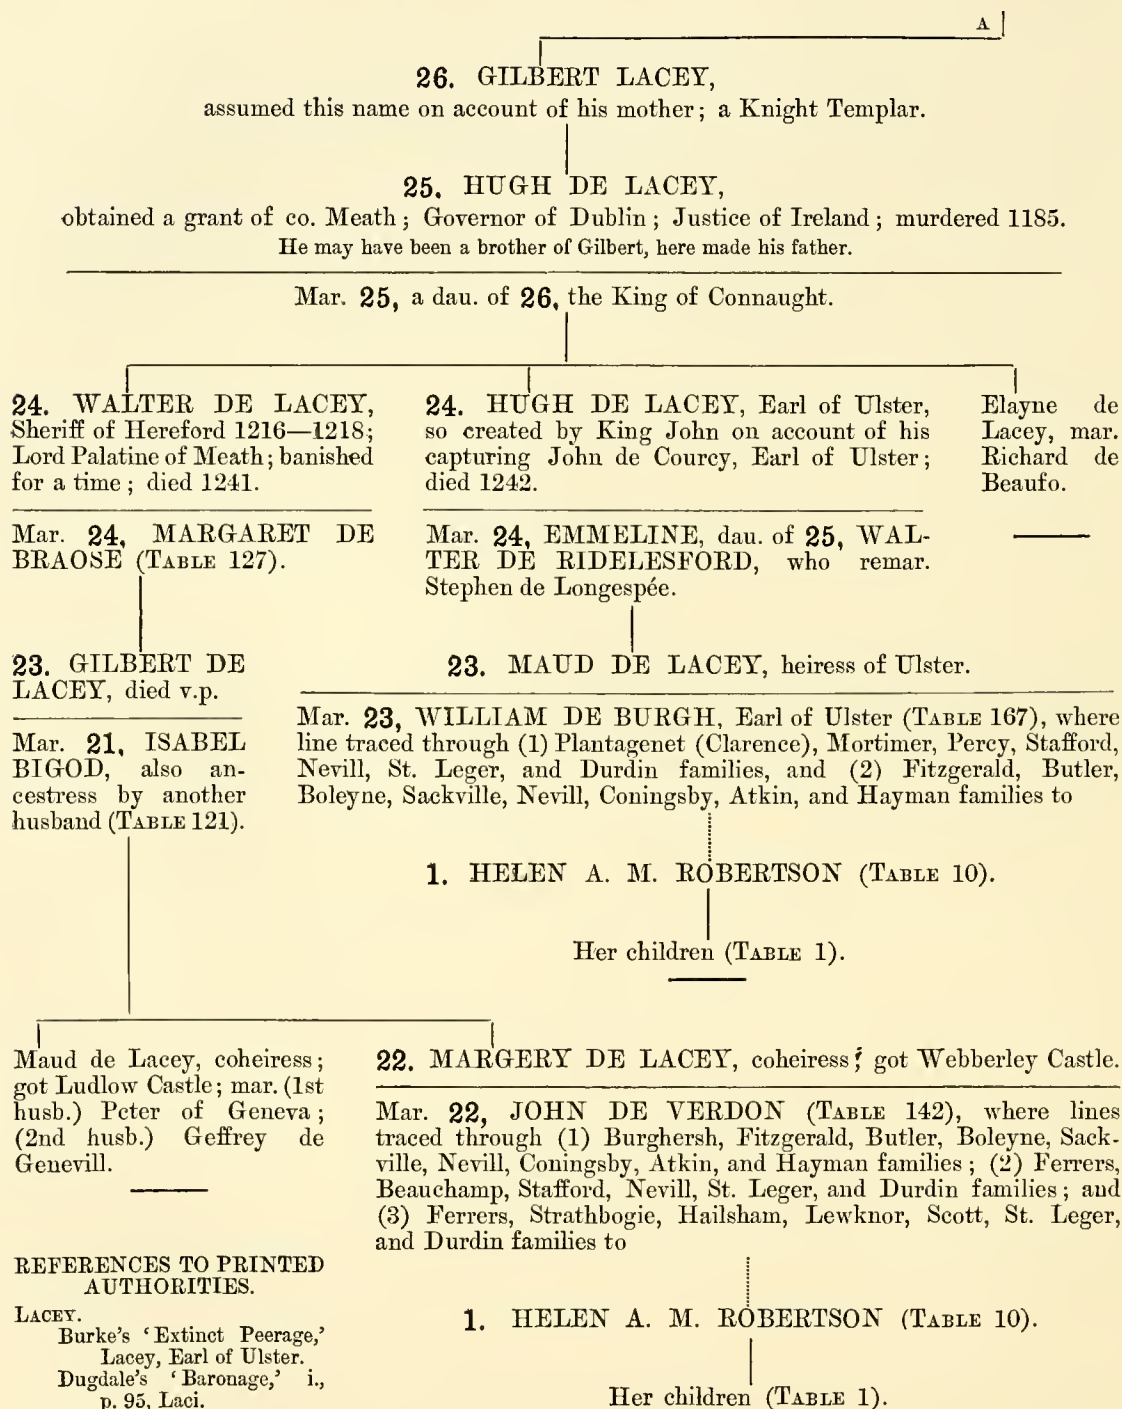 A
26. GILBERT LACEY,
assumed this name on account of his mother; a Knight Templar.
25. HUGH DE LACEY,
obtained a grant of co. Meath; Governor of Dublin; Justice of Ireland; murdered 1185.
He may have been a brother of Gilbert, here made his father.
Mar. 25, a dau. of 26, the King of Connaught.
24. WALTER DE LACEY,
Sheriff of Hereford 1216—1218;
Lord Palatine of Meath; banished
for a time; died 1241.
Mar. 24, MARGARET DE
BRAOSE (TABLE 127).
24. HUGH DE LACEY, Earl of Ulster,
so created by King John on account of his
capturing John de Courcy, Earl of Ulster;
died 1242.
Mar. 24, EMMELINE, dau. of 25, WAL-
TER DE RIDELESFORD, who remar.
Stephen de Longespée.
Elayne de
Lacey, mar.
Richard de
Beaufo.
23. GILBERT DE
LACEY, died v.p.
Mar. 21, ISABEL
BIGOD, also an-
cestress by another
husband (TABLE 121).
23. MAUD DE LACEY, heiress of Ulster.
Mar. 23, WILLIAM DE BURGH, Earl of Ulster (TABLE 167), where
line traced through (1) Plantagenet (Clarence), Mortimer, Percy, Stafford,
Nevill, St. Leger, and Durdin families, and (2) Fitzgerald, Butler,
Boleyne, Sackville, Nevill, Coningsby, Atkin, and Hayman families to
1. HELEN A. M. ROBERTSON (TABLE 10).
Her children (TABLE 1).
Maud de Lacey, coheiress;
got Ludlow Castle; mar. (1st
husb.) Peter of Geneva;
(2nd husb.) Geffrey de
Genevill.
22. MARGERY DE LACEY, coheiress; got Webberley Castle.
Mar. 22, JOHN DE VERDON (TABLE 142), where lines
traced through (1) Burghersh, Fitzgerald, Butler, Boleyne, Sack-
ville, Nevill, Coningsby, Atkin, and Hayman families; (2) Ferrers,
Beauchamp, Stafford, Nevill, St. Leger, and Durdin families; and
(3) Ferrers, Strathbogie, Hailsham, Lewknor, Scott, St. Leger,
and Durdin families to
1. HELEN A. M. ROBERTSON (TABLE 10).
Her children (TABLE 1).
REFERENCES TO PRINTED
AUTHORITIES.
LACEY.
Burke's 'Extinct Peerage,'
Lacey, Earl of Ulster.
Dugdale's 'Baronage,' i.,
p. 95, Laci.